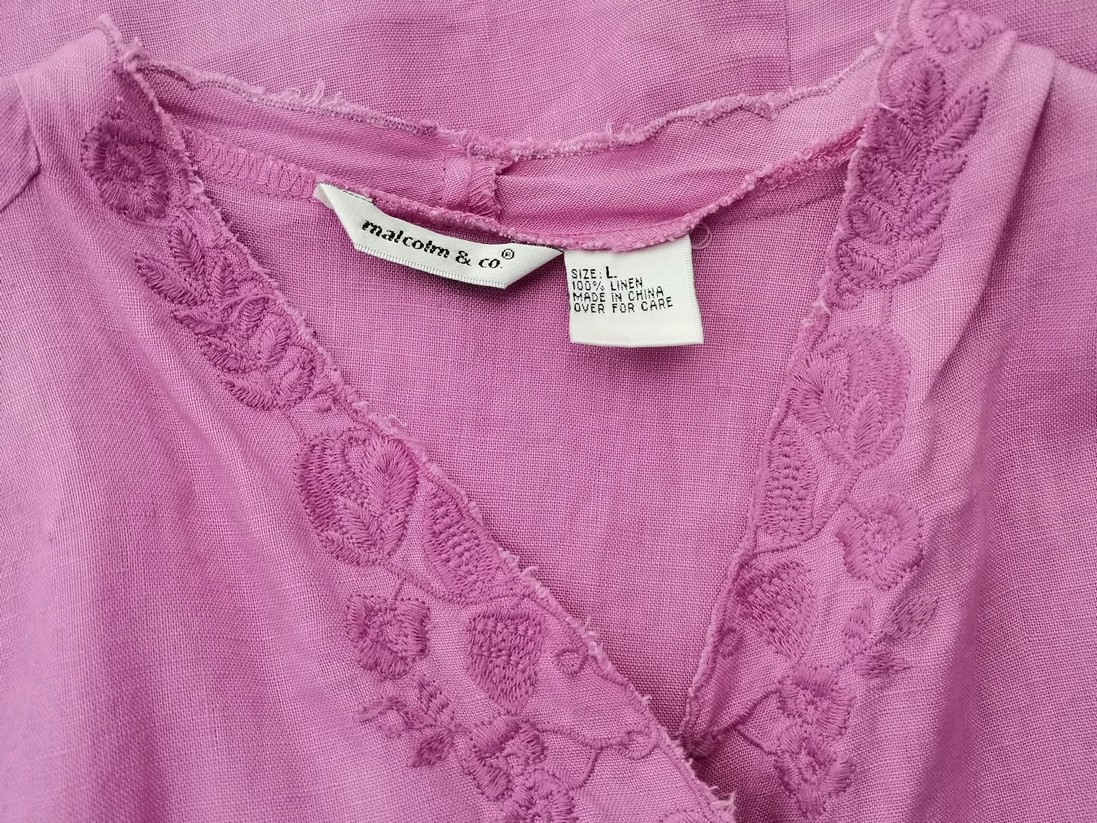 malcolm & co.®
SIZE: L.
100% LINEN
MADE IN CHINA
OVER FOR CARE